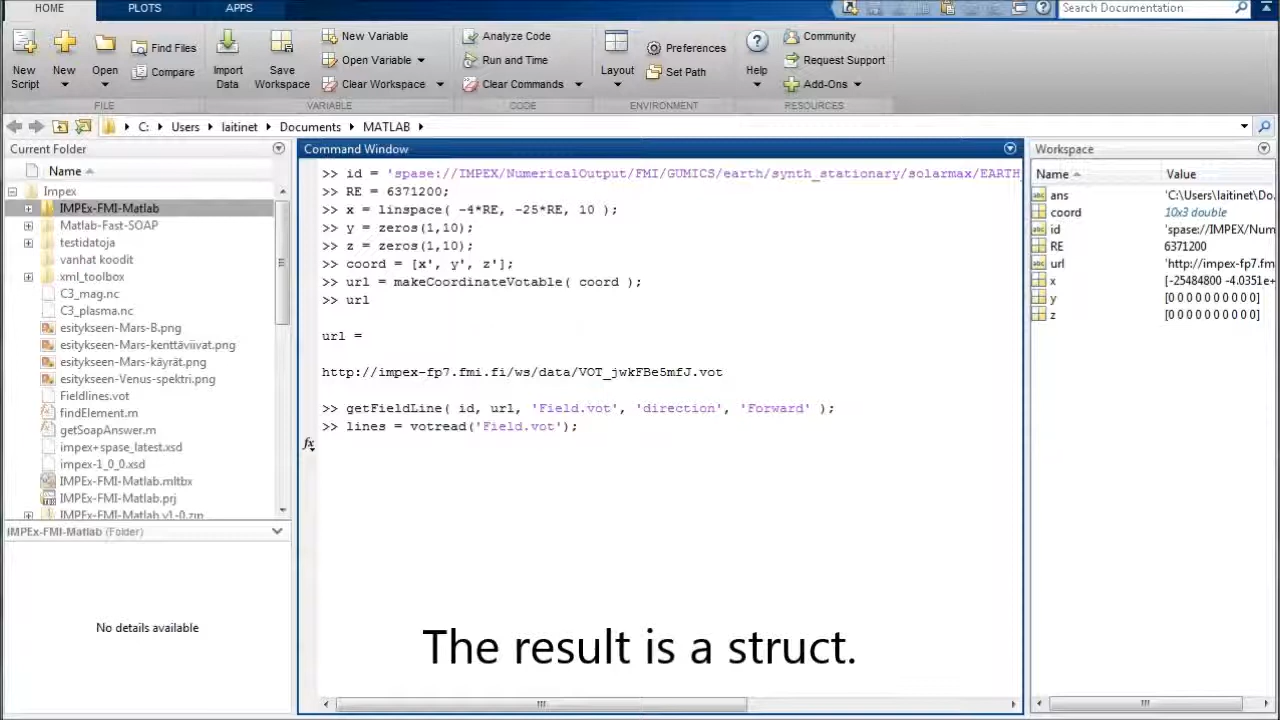 HOME PLOTS APPS Search Documentation
New Script New Open Find Files Compare Import Data Save Workspace New Variable Open Variable Clear Workspace Analyze Code Run and Time Clear Commands Layout Preferences Set Path Help Community Request Support Add-Ons
FILE VARIABLE CODE ENVIRONMENT RESOURCES
C: Users laitinet Documents MATLAB
Current Folder
Name
Impex
IMPEx-FMI-Matlab
Matlab-Fast-SOAP
testidatoja
vanhat koodit
xml_toolbox
C3_mag.nc
C3_plasma.nc
esitykseen-Mars-B.png
esitykseen-Mars-kenttäviivat.png
esitykseen-Mars-käyrät.png
esitykseen-Venus-spektri.png
Fieldlines.vot
findElement.m
getSoapAnswer.m
impex+spase_latest.xsd
impex-1_0_0.xsd
IMPEx-FMI-Matlab.mltbx
IMPEx-FMI-Matlab.prj
IMPEx-FMI-Matlab v1-0.zip
IMPEx-FMI-Matlab (Folder)
No details available
Command Window
>> id = 'spase://IMPEX/NumericalOutput/FMI/GUMICS/earth/synth_stationary/solarmax/EARTH_
>> RE = 6371200;
>> x = linspace( -4*RE, -25*RE, 10 );
>> y = zeros(1,10);
>> z = zeros(1,10);
>> coord = [x', y', z'];
>> url = makeCoordinateVotable( coord );
>> url
url =
http://impex-fp7.fmi.fi/ws/data/VOT_jwkFBe5mfJ.vot
>> getFieldLine( id, url, 'Field.vot', 'direction', 'Forward' );
>> lines = votread('Field.vot');
fx
The result is a struct.
Workspace
Name Value
ans 'C:\Users\laitinet\Do.
coord 10x3 double
id 'spase://IMPEX/Num
RE 6371200
url 'http://impex-fp7.fm
x [-25484800 -4.0351e+
y [0 0 0 0 0 0 0 0 0 0]
z [0 0 0 0 0 0 0 0 0 0]